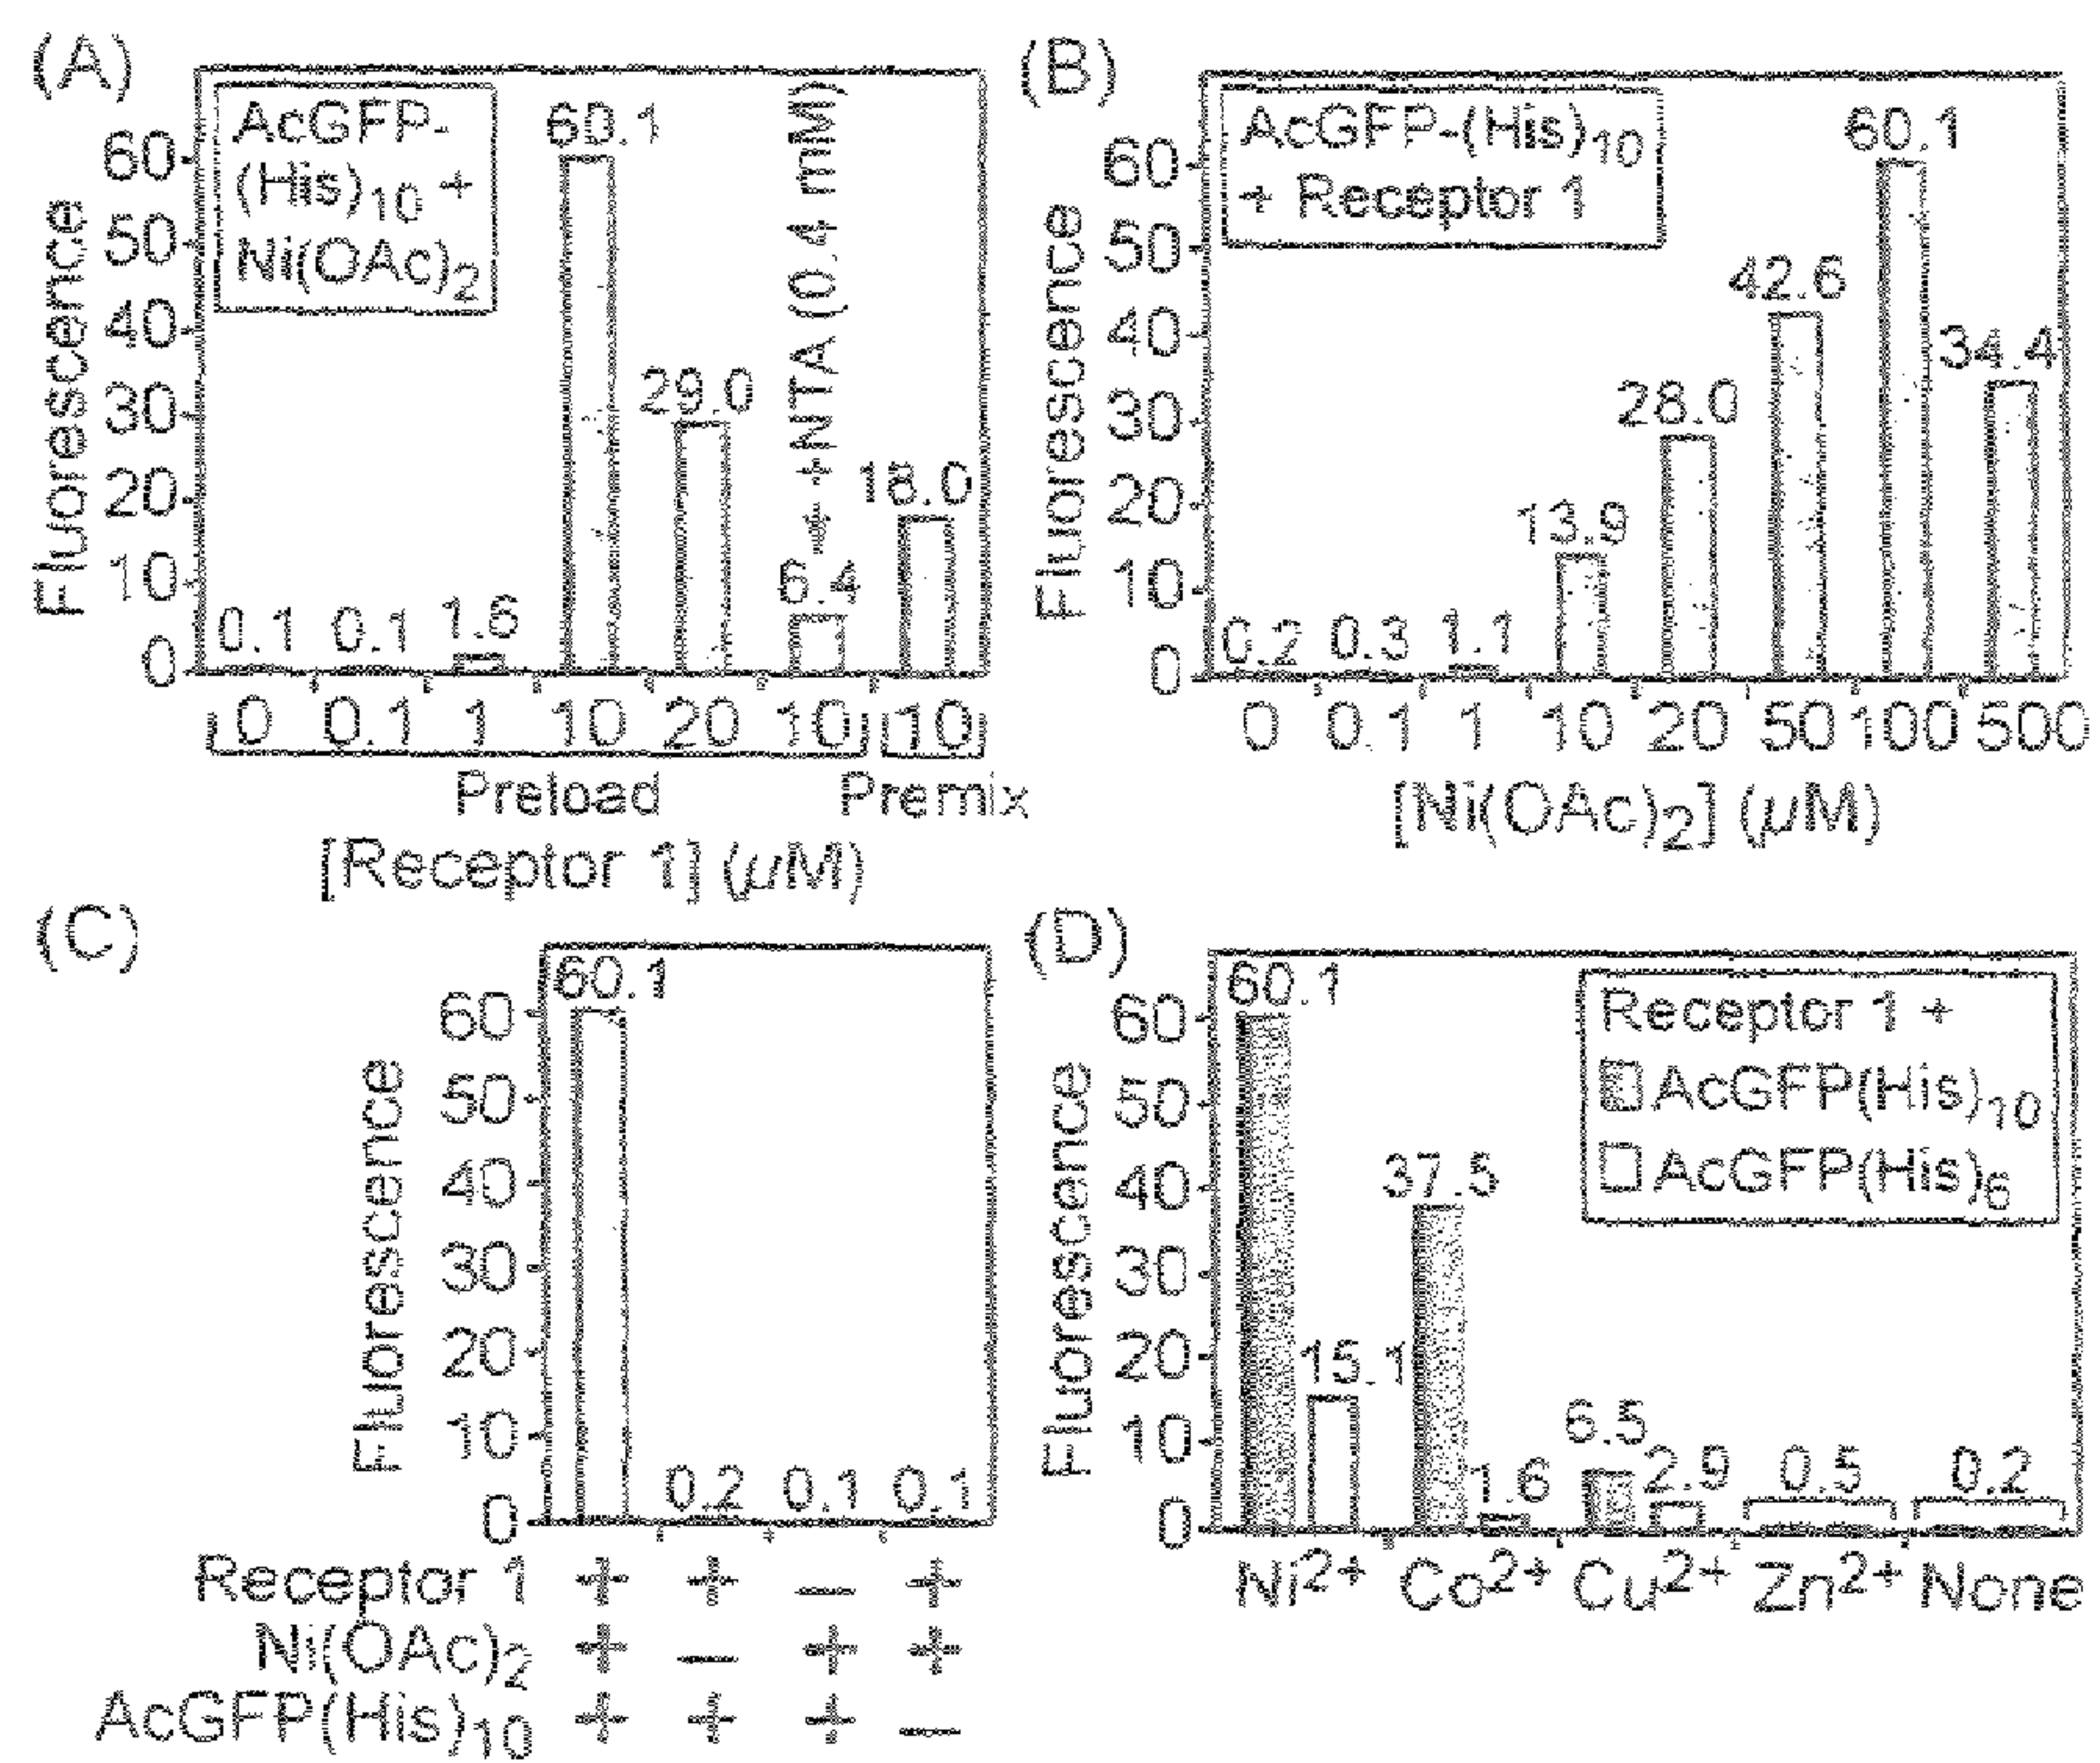 (A)
AcGFP-
(His)10 +
Ni(OAc)2
Fluorescence
60
50
40
30
20
10
0
0.1
0.1
1.6
60.1
29.0
6.4
18.0
+NTA (0.4 mM)
0 0.1 1 10 20 10 10
Preload Premix
[Receptor 1] (μM)
(B)
AcGFP-(His)10
+ Receptor 1
Fluorescence
60
50
40
30
20
10
0
0.2
0.3
1.1
13.9
28.0
42.6
60.1
34.4
0 0.1 1 10 20 50 100 500
[Ni(OAc)2] (μM)
(C)
Fluorescence
60
50
40
30
20
10
0
60.1
0.2
0.1
0.1
Receptor 1 + + − +
Ni(OAc)2 + − + +
AcGFP(His)10 + + + −
(D)
Receptor 1 +
AcGFP(His)10
AcGFP(His)6
Fluorescence
60
50
40
30
20
10
0
60.1
15.1
37.5
1.6
6.5
2.9
0.5
0.2
Ni2+ Co2+ Cu2+ Zn2+ None